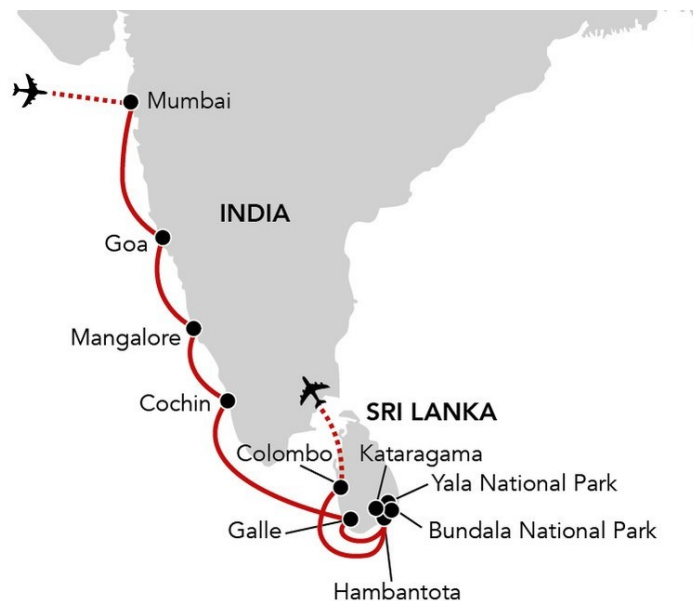 Mumbai
INDIA
Goa
Mangalore
Cochin
SRI LANKA
Colombo
Kataragama
Yala National Park
Galle
Bundala National Park
Hambantota